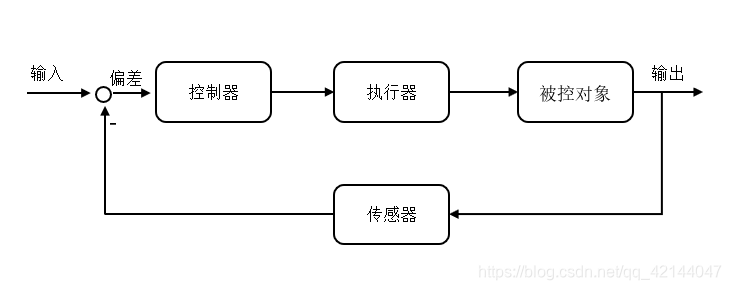 输入
偏差
控制器
执行器
被控对象
输出
-
传感器
https://blog.csdn.net/qq_42144047